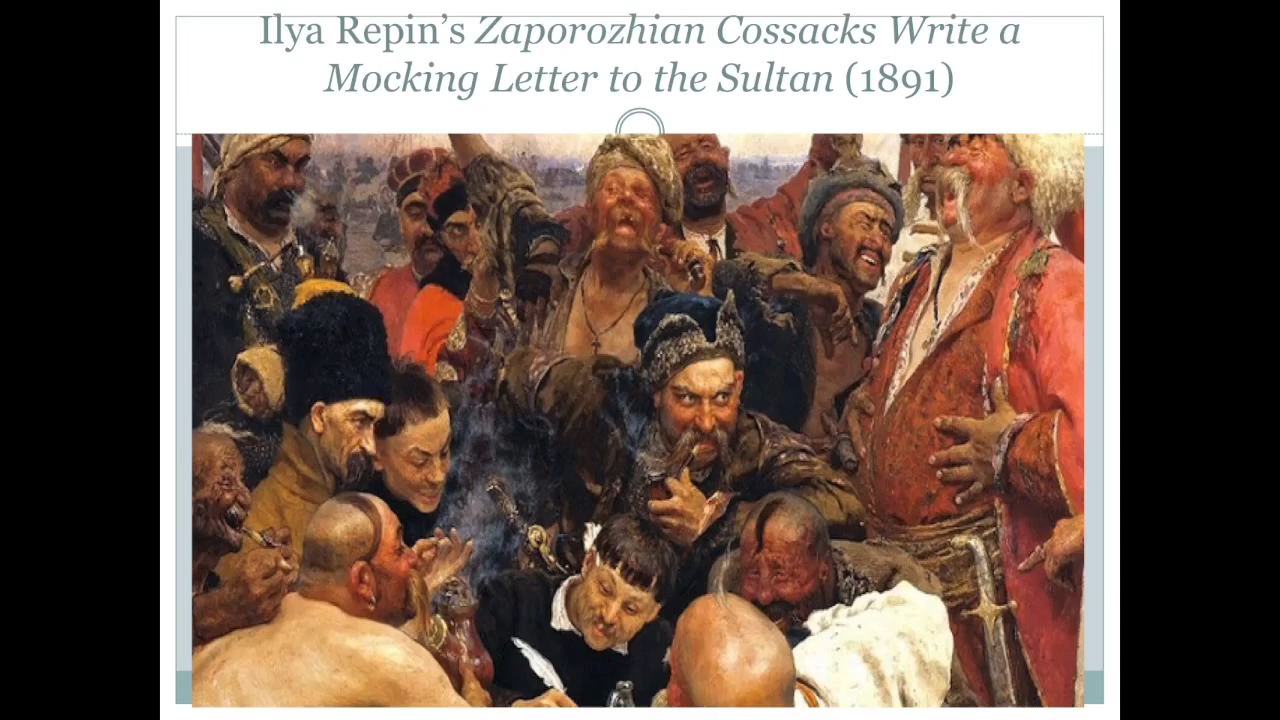 Ilya Repin’s Zaporozhian Cossacks Write a
Mocking Letter to the Sultan (1891)